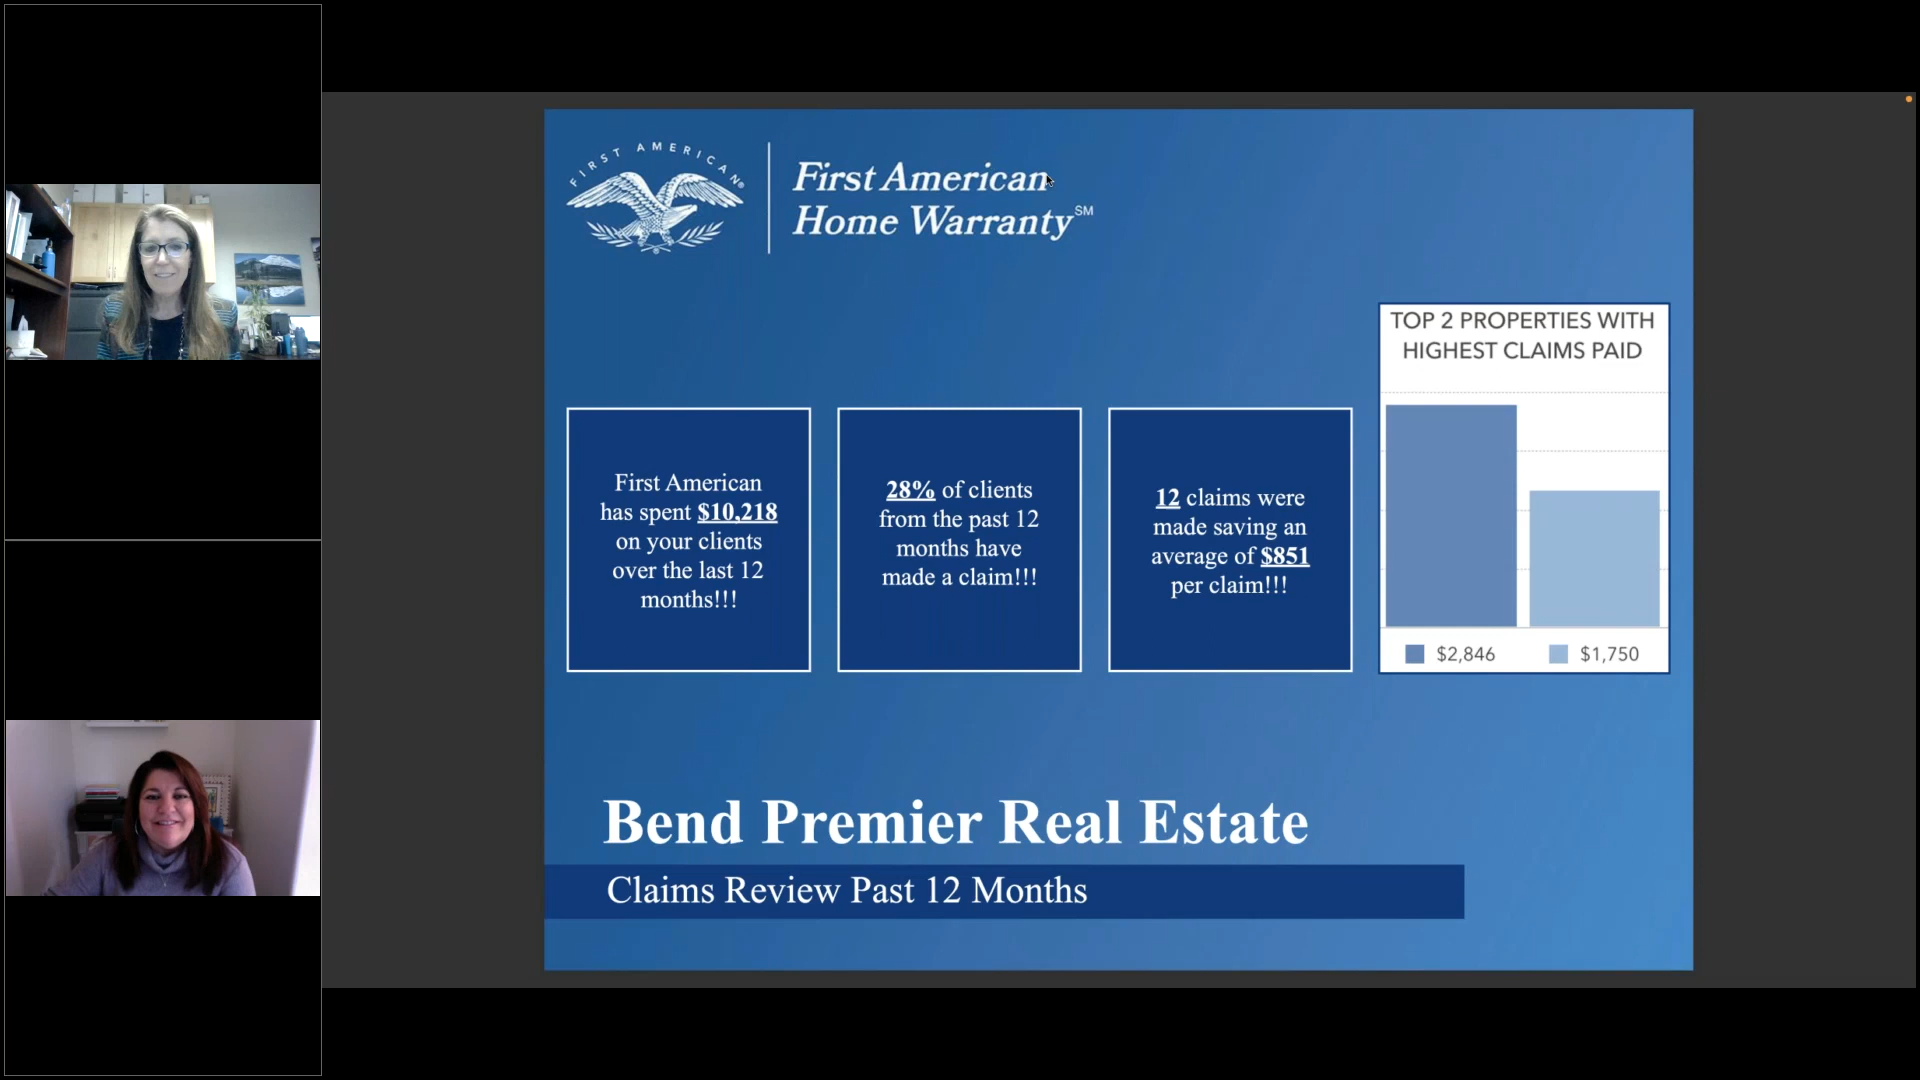 FIRST AMERICAN®
First American
Home Warranty℠
TOP 2 PROPERTIES WITH
HIGHEST CLAIMS PAID
First American
has spent $10,218
on your clients
over the last 12
months!!!
28% of clients
from the past 12
months have
made a claim!!!
12 claims were
made saving an
average of $851
per claim!!!
$2,846 $1,750
Bend Premier Real Estate
Claims Review Past 12 Months